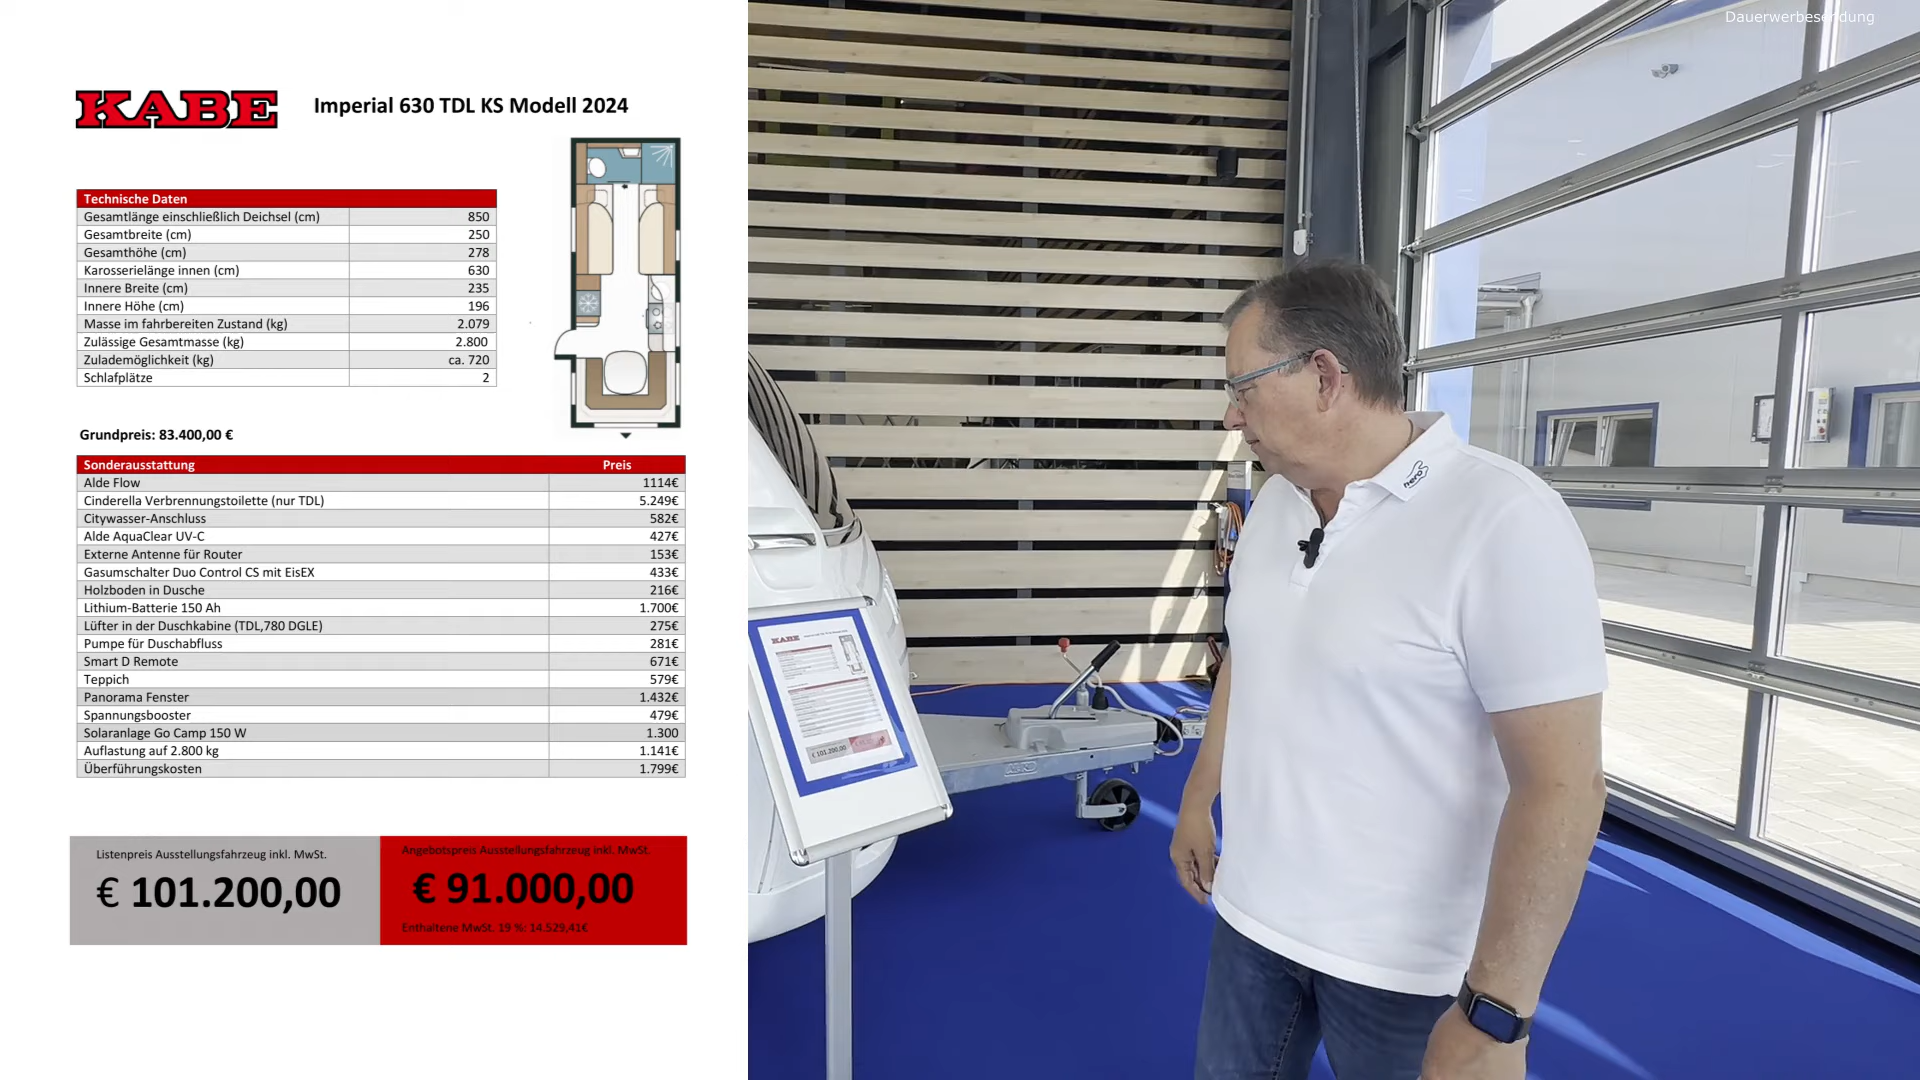 Dauerwerbesendung
KABE
Imperial 630 TDL KS Modell 2024
Technische Daten
Gesamtlänge einschließlich Deichsel (cm) 850
Gesamtbreite (cm) 250
Gesamthöhe (cm) 278
Karosserielänge innen (cm) 630
Innere Breite (cm) 235
Innere Höhe (cm) 196
Masse im fahrbereiten Zustand (kg) 2.079
Zulässige Gesamtmasse (kg) 2.800
Zulademöglichkeit (kg) ca. 720
Schlafplätze 2
Grundpreis: 83.400,00 €
Sonderausstattung Preis
Alde Flow 1114€
Cinderella Verbrennungstoilette (nur TDL) 5.249€
Citywasser-Anschluss 582€
Alde AquaClear UV-C 427€
Externe Antenne für Router 153€
Gasumschalter Duo Control CS mit EisEX 433€
Holzboden in Dusche 216€
Lithium-Batterie 150 Ah 1.700€
Lüfter in der Duschkabine (TDL,780 DGLE) 275€
Pumpe für Duschabfluss 281€
Smart D Remote 671€
Teppich 579€
Panorama Fenster 1.432€
Spannungsbooster 479€
Solaranlage Go Camp 150 W 1.300
Auflastung auf 2.800 kg 1.141€
Überführungskosten 1.799€
Listenpreis Ausstellungsfahrzeug inkl. MwSt.
€ 101.200,00
Angebotspreis Ausstellungsfahrzeug inkl. MwSt.
€ 91.000,00
Enthaltene MwSt. 19 %: 14.529,41€
hero
KABE
€ 101.200,00